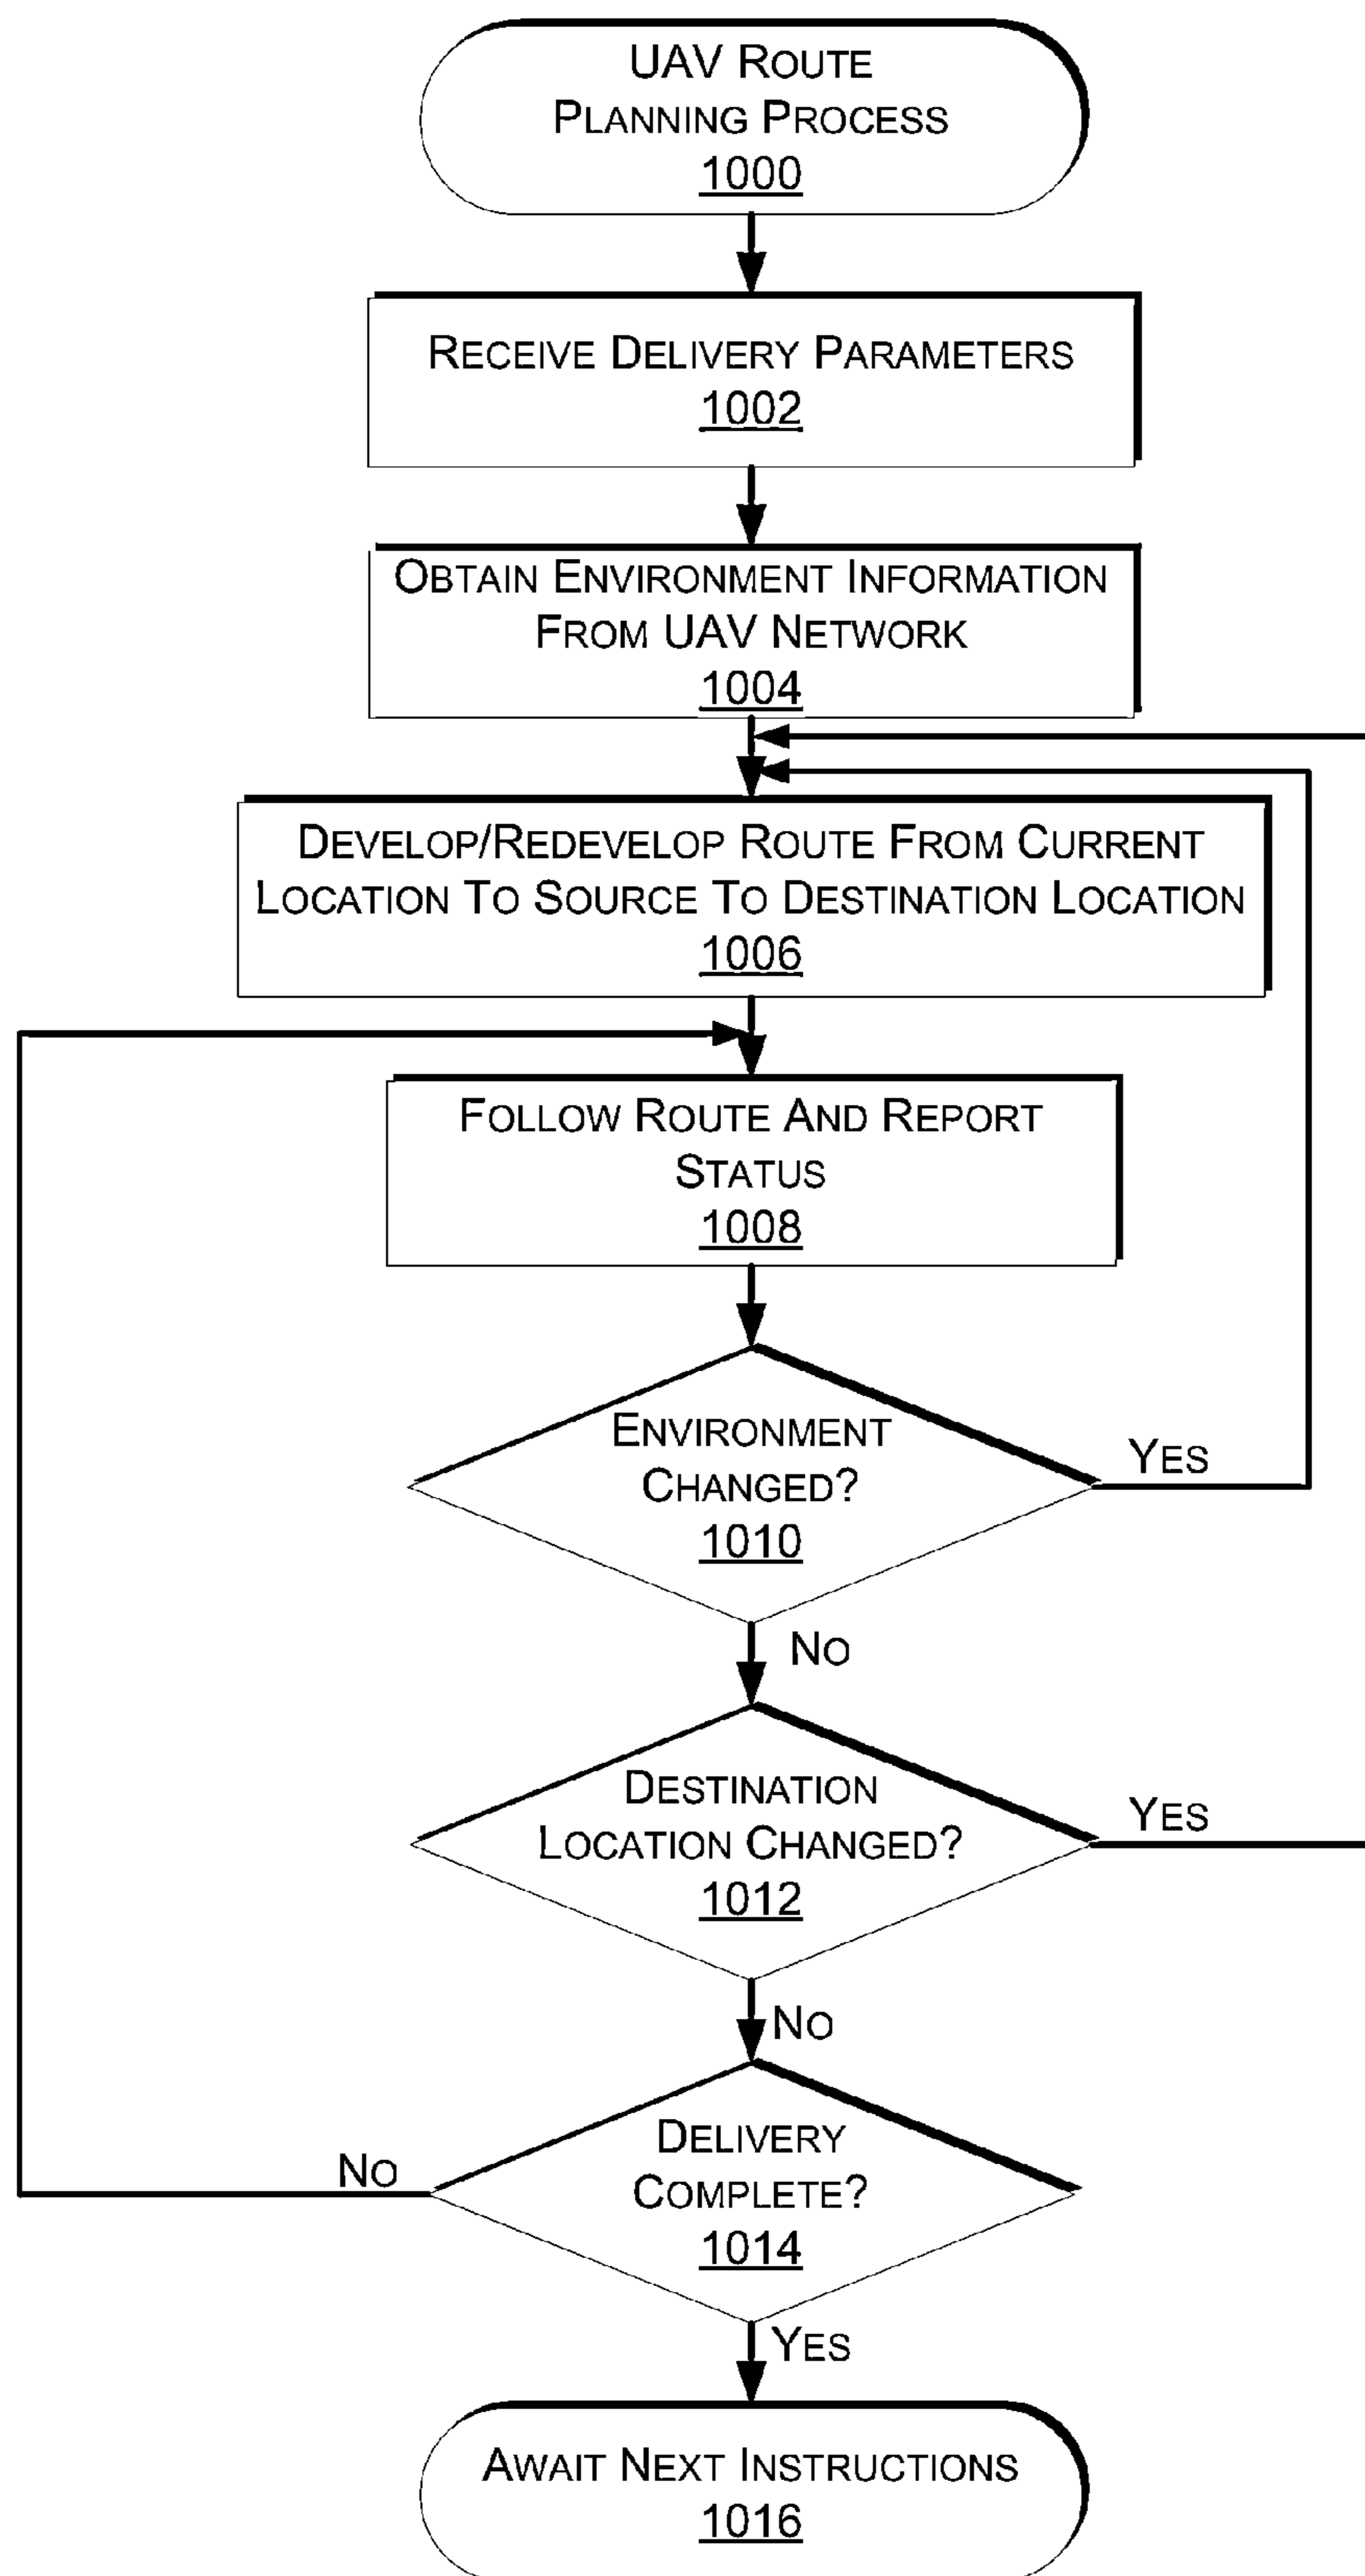 UAV ROUTE
PLANNING PROCESS
1000
RECEIVE DELIVERY PARAMETERS
1002
OBTAIN ENVIRONMENT INFORMATION
FROM UAV NETWORK
1004
DEVELOP/REDEVELOP ROUTE FROM CURRENT
LOCATION TO SOURCE TO DESTINATION LOCATION
1006
FOLLOW ROUTE AND REPORT
STATUS
1008
ENVIRONMENT
CHANGED?
1010
YES
NO
DESTINATION
LOCATION CHANGED?
1012
YES
NO
DELIVERY
COMPLETE?
1014
NO
YES
AWAIT NEXT INSTRUCTIONS
1016